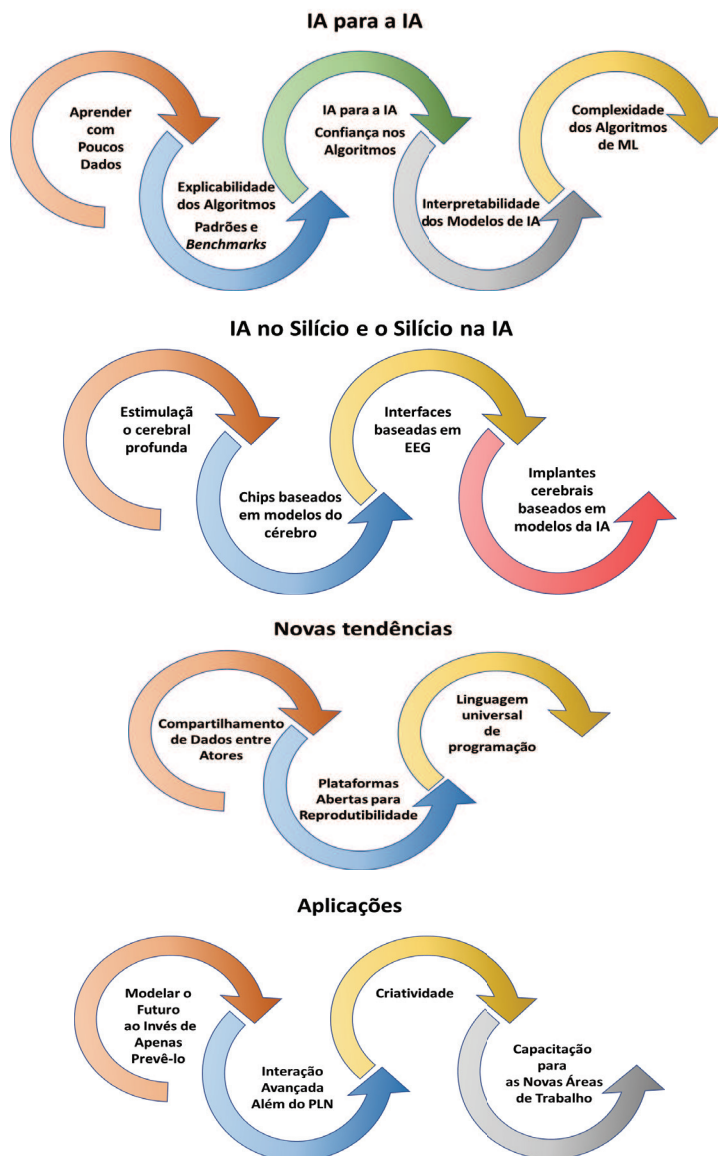 IA para a IA
Aprender
com
Poucos
Dados
Explicabilidade
dos Algoritmos
Padrões e
Benchmarks
IA para a IA
Confiança nos
Algoritmos
Interpretabilidade
dos Modelos de IA
Complexidade
dos Algoritmos
de ML
IA no Silício e o Silício na IA
Estimulaçã
o cerebral
profunda
Chips baseados
em modelos do
cérebro
Interfaces
baseadas em
EEG
Implantes
cerebrais
baseados em
modelos da IA
Novas tendências
Compartilhamento
de Dados entre
Atores
Plataformas
Abertas para
Reprodutibilidade
Linguagem
universal
de
programação
Aplicações
Modelar o
Futuro
ao Invés de
Apenas
Prevê-lo
Interação
Avançada
Além do PLN
Criatividade
Capacitação
para
as Novas Áreas
de Trabalho